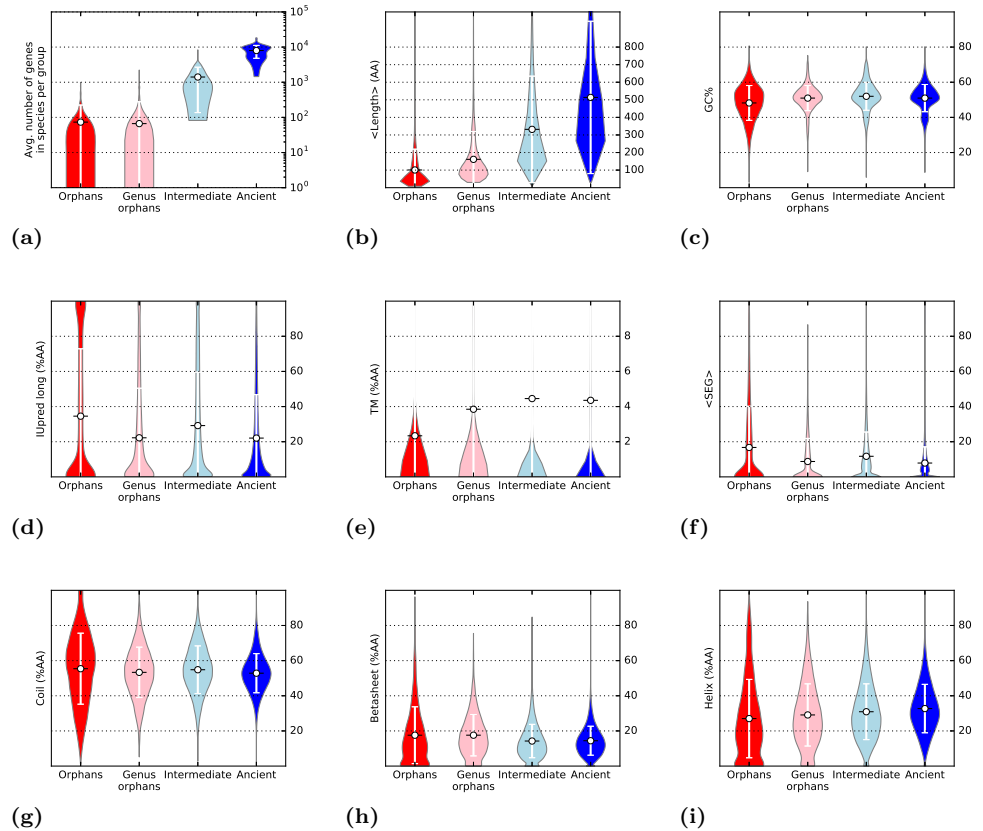 Avg. number of genes
in species per group
10^5
10^4
10^3
10^2
10^1
10^0
Orphans
Genus
orphans
Intermediate
Ancient
(a)
<Length> (AA)
800
700
600
500
400
300
200
100
Orphans
Genus
orphans
Intermediate
Ancient
(b)
GC%
80
60
40
20
Orphans
Genus
orphans
Intermediate
Ancient
(c)
IUpred long (%AA)
80
60
40
20
Orphans
Genus
orphans
Intermediate
Ancient
(d)
TM (%AA)
8
6
4
2
Orphans
Genus
orphans
Intermediate
Ancient
(e)
<SEG>
80
60
40
20
Orphans
Genus
orphans
Intermediate
Ancient
(f)
Coil (%AA)
80
60
40
20
Orphans
Genus
orphans
Intermediate
Ancient
(g)
Betasheet (%AA)
80
60
40
20
Orphans
Genus
orphans
Intermediate
Ancient
(h)
Helix (%AA)
80
60
40
20
Orphans
Genus
orphans
Intermediate
Ancient
(i)